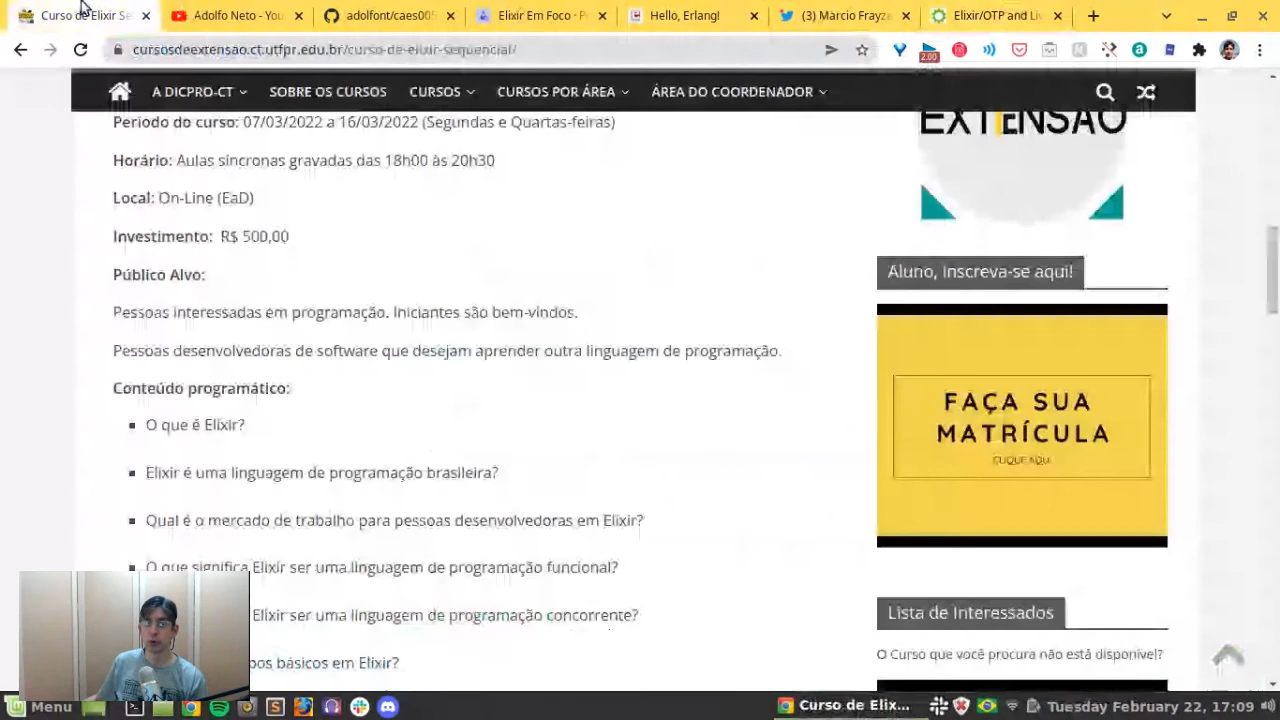 Curso de Elixir Se
Adolfo Neto - You
adolfont/caes005
Elixir Em Foco - P
Hello, Erlang!
(3) Marcio Frayze
Elixir/OTP and Liv
cursosdeextensao.ct.utfpr.edu.br/curso-de-elixir-sequencial/
2.00
A DICPRO-CT
SOBRE OS CURSOS
CURSOS
CURSOS POR ÁREA
ÁREA DO COORDENADOR
EXTENSÃO
Período do curso: 07/03/2022 a 16/03/2022 (Segundas e Quartas-feiras)
Horário: Aulas síncronas gravadas das 18h00 às 20h30
Local: On-Line (EaD)
Investimento: R$ 500,00
Público Alvo:
Pessoas interessadas em programação. Iniciantes são bem-vindos.
Pessoas desenvolvedoras de software que desejam aprender outra linguagem de programação.
Conteúdo programático:
O que é Elixir?
Elixir é uma linguagem de programação brasileira?
Qual é o mercado de trabalho para pessoas desenvolvedoras em Elixir?
O que significa Elixir ser uma linguagem de programação funcional?
Elixir ser uma linguagem de programação concorrente?
pos básicos em Elixir?
Aluno, Inscreva-se aqui!
FAÇA SUA
MATRÍCULA
CLIQUE AQUI
Lista de Interessados
O Curso que você procura não está disponível?
Menu
Curso de Elix...
Tuesday February 22, 17:09